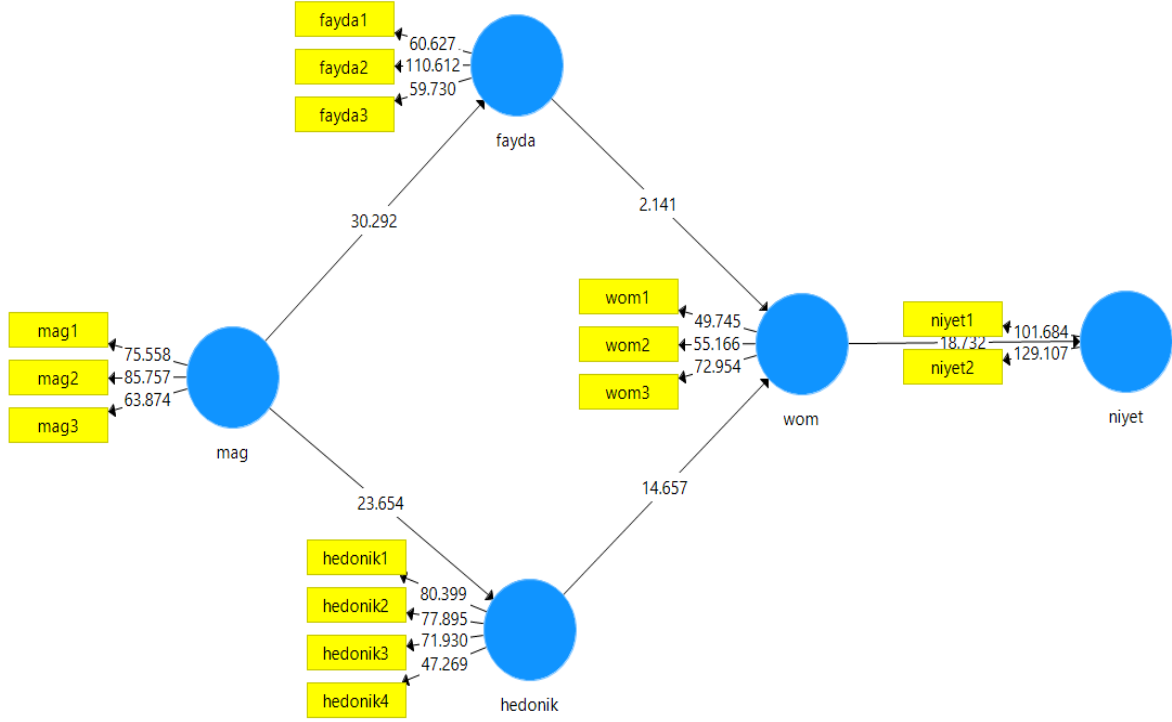 fayda1
60.627
fayda2
110.612
fayda3
59.730
fayda
30.292
2.141
mag1
75.558
mag2
85.757
mag3
63.874
mag
wom1
49.745
wom2
55.166
wom3
72.954
wom
18.732
niyet1
101.684
niyet2
129.107
niyet
23.654
14.657
hedonik1
80.399
hedonik2
77.895
hedonik3
71.930
hedonik4
47.269
hedonik